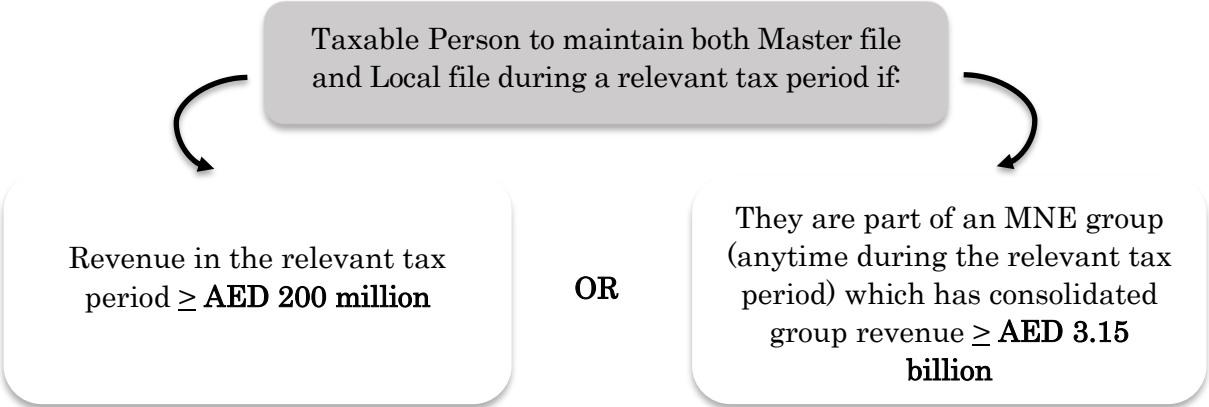 Taxable Person to maintain both Master file
and Local file during a relevant tax period if:
Revenue in the relevant tax
period ≥ AED 200 million
OR
They are part of an MNE group
(anytime during the relevant tax
period) which has consolidated
group revenue ≥ AED 3.15
billion